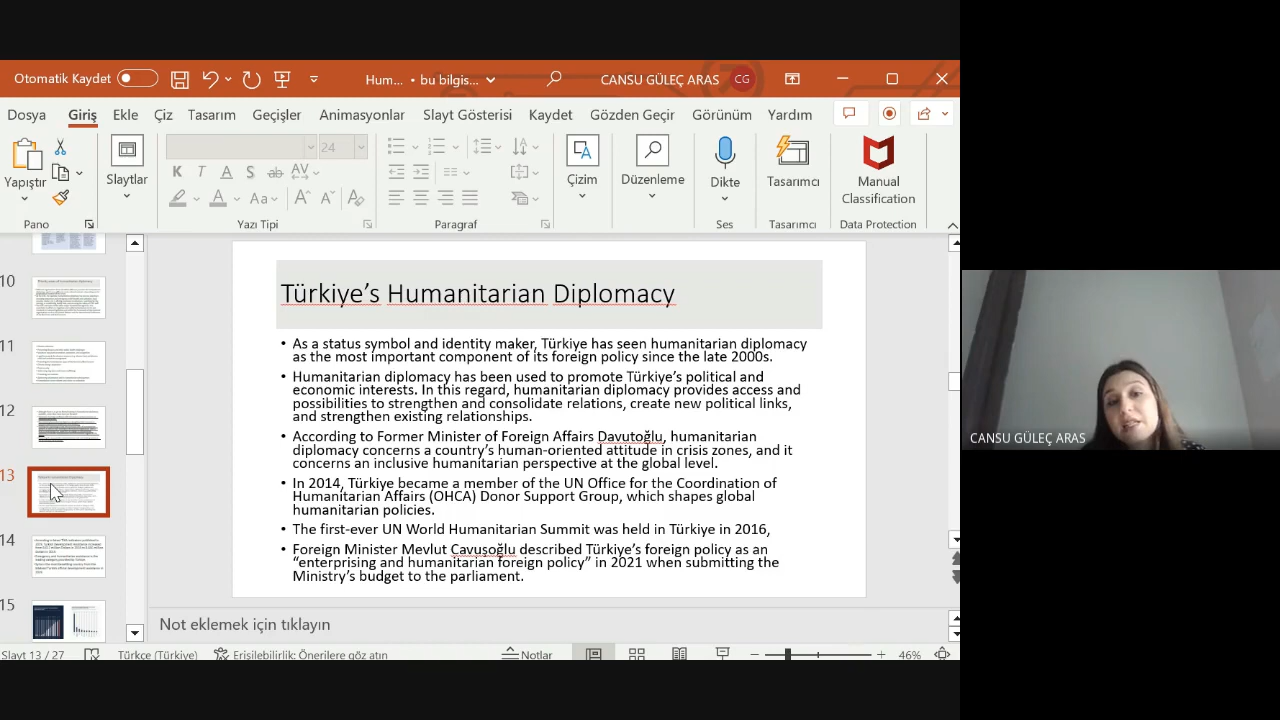 Otomatik Kaydet
Hum... • bu bilgis...
CANSU GÜLEÇ ARAS
CG
Dosya
Giriş
Ekle
Çiz
Tasarım
Geçişler
Animasyonlar
Slayt Gösterisi
Kaydet
Gözden Geçir
Görünüm
Yardım
24
K T A S ab AV
A Aa A A A
Yapıştır
Slaytlar
Çizim
Düzenleme
Dikte
Tasarımcı
Manual
Classification
Pano
Yazı Tipi
Paragraf
Ses
Tasarımcı
Data Protection
10
11
12
13
14
15
Türkiye’s Humanitarian Diplomacy
• As a status symbol and identity maker, Türkiye has seen humanitarian diplomacy
as the most important component of its foreign policy since the late 2000s.
• Humanitarian diplomacy has been used to promote Türkiye’s political and
economic interests. In this regard, humanitarian diplomacy provides access and
possibilities to strengthen and consolidate relations, create new political links,
and strengthen existing relationships.
• According to Former Minister of Foreign Affairs Davutoğlu, humanitarian
diplomacy concerns a country’s human-oriented attitude in crisis zones, and it
concerns an inclusive humanitarian perspective at the global level.
• In 2014, Türkiye became a member of the UN Office for the Coordination of
Humanitarian Affairs (OHCA) Donor Support Group, which shapes global
humanitarian policies.
• The first-ever UN World Humanitarian Summit was held in Türkiye in 2016,
• Foreign Minister Mevlut Cavusoglu described Türkiye’s foreign policy as an
“enterprising and humanitarian foreign policy” in 2021 when submitting the
Ministry’s budget to the parliament.
Not eklemek için tıklayın
Slayt 13 / 27
Türkçe (Türkiye)
Erişilebilirlik: Önerilere göz atın
Notlar
46%
CANSU GÜLEÇ ARAS